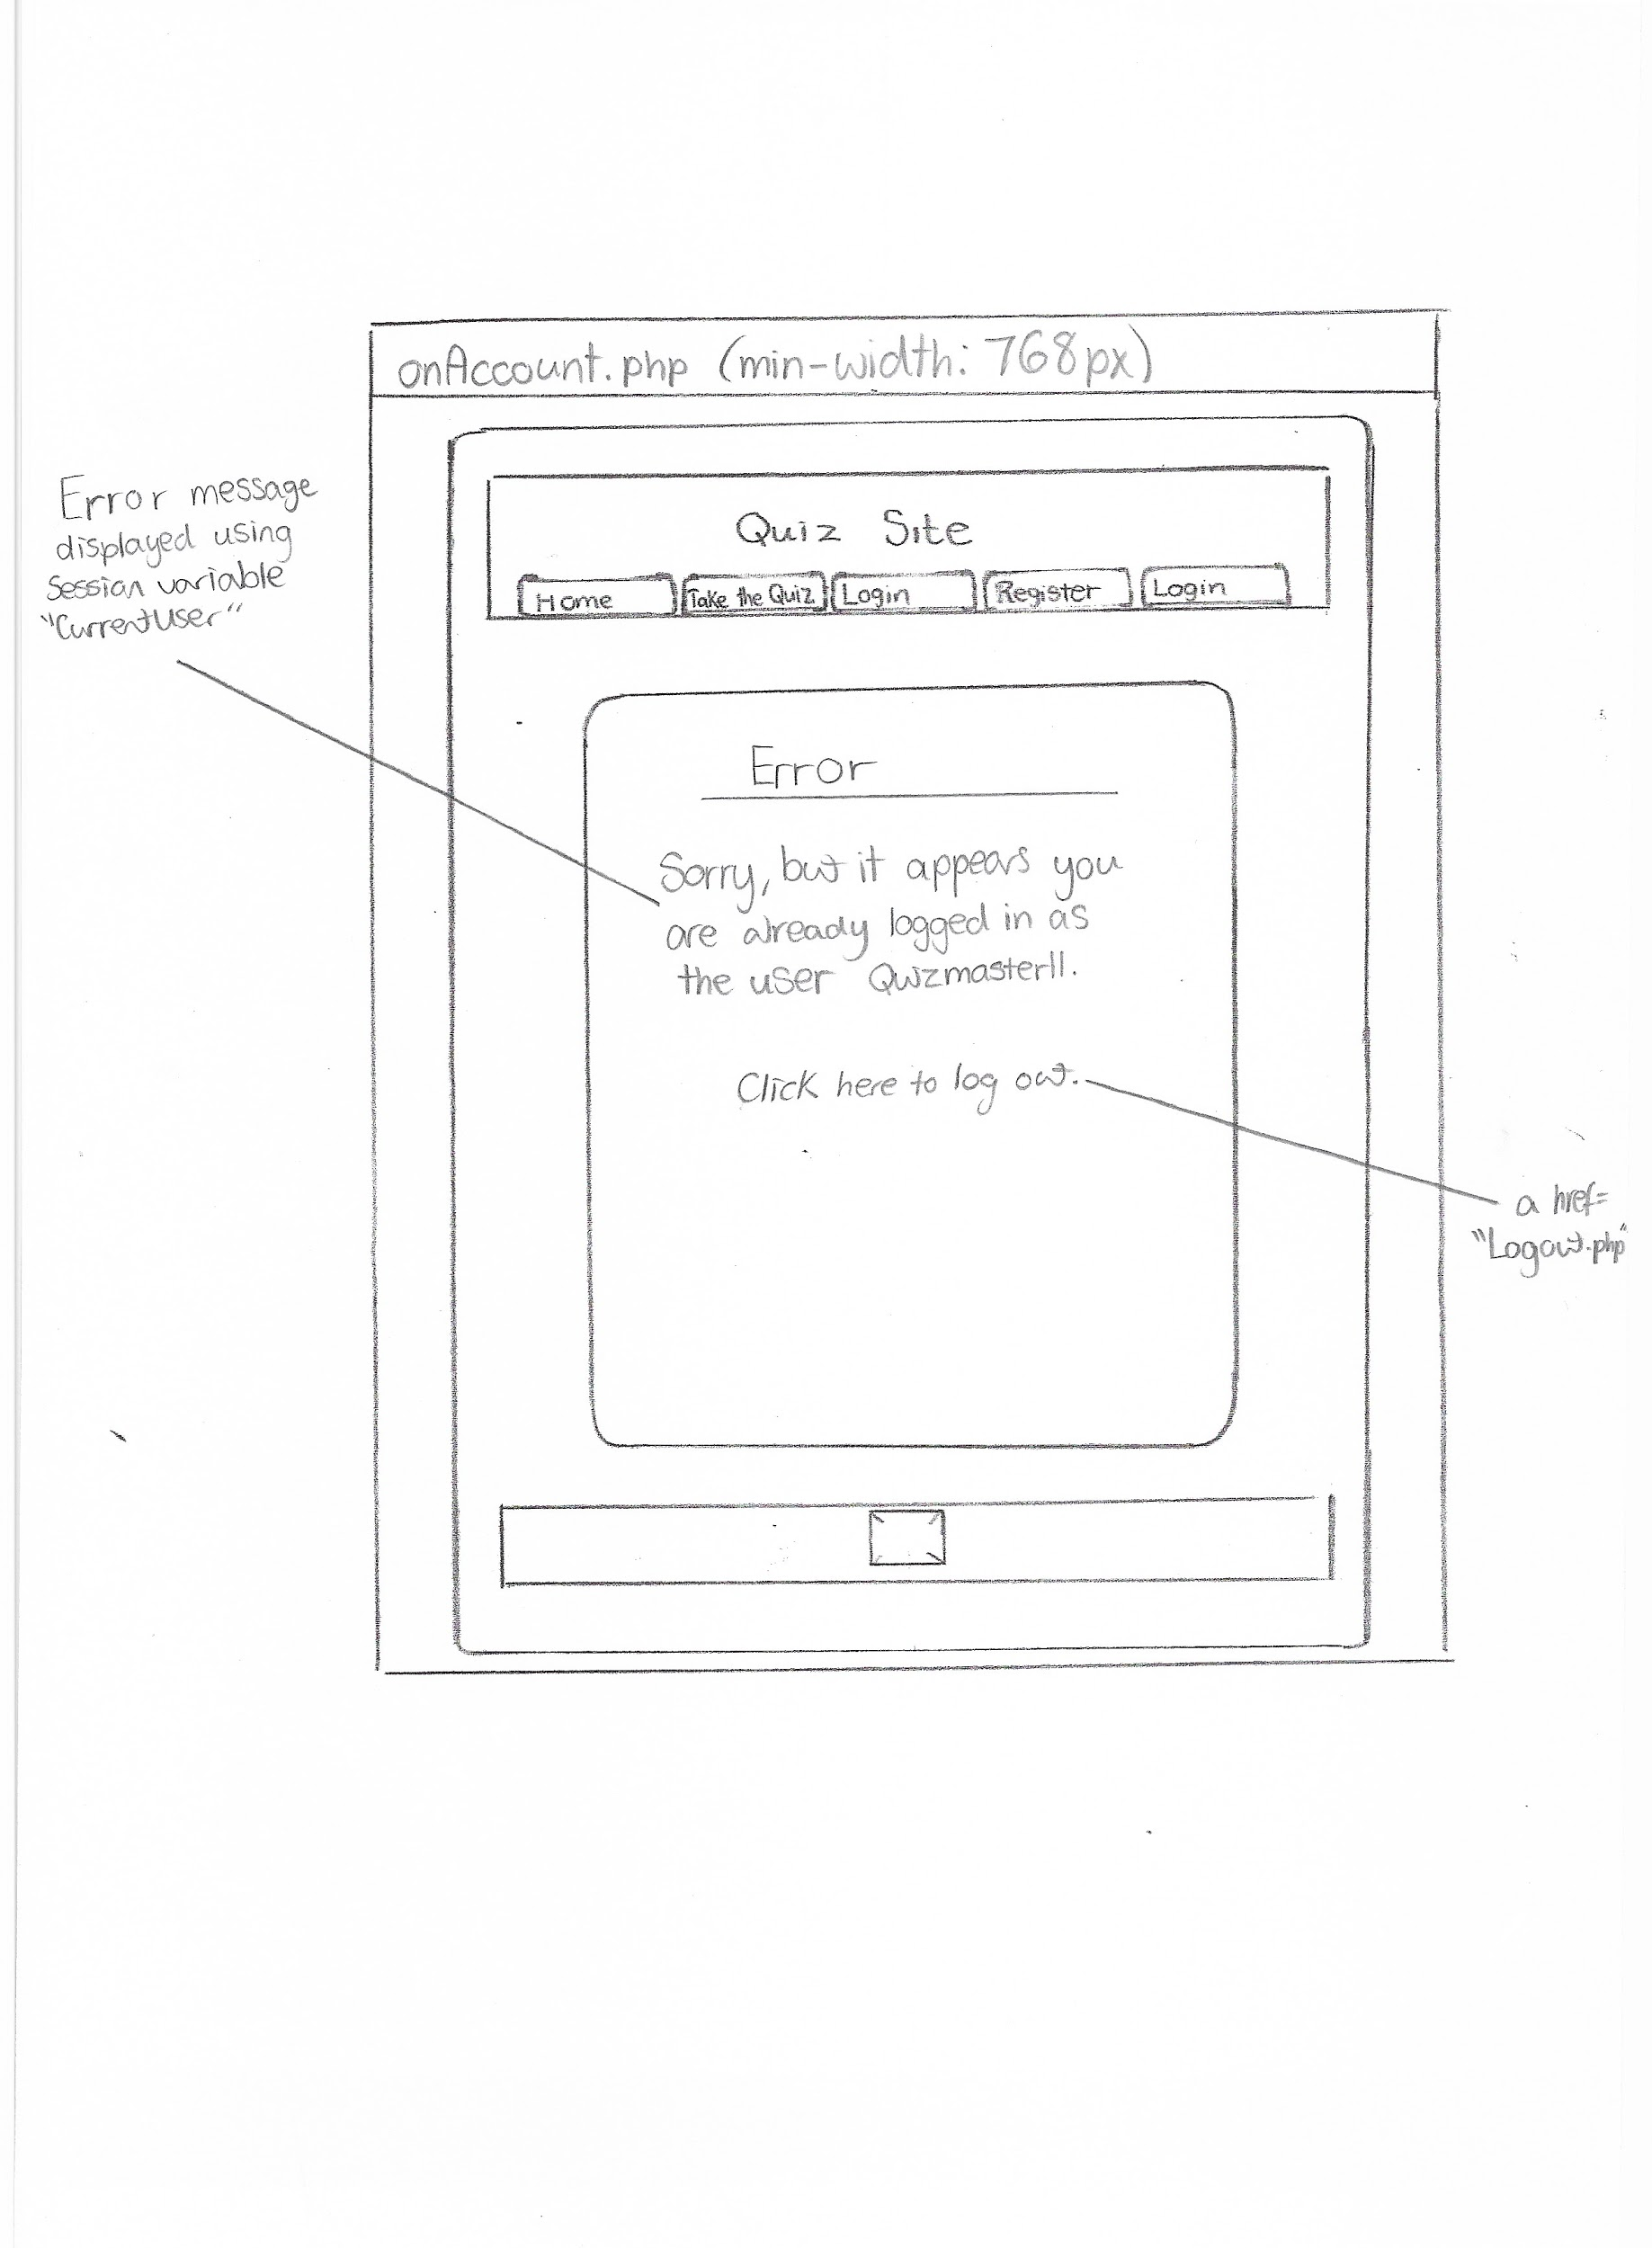 onAccount.php (min-width: 768px)
Error message
displayed using
Session variable
"CurrentUser"
Quiz Site
Home Take the Quiz Login Register Login
Error
Sorry, but it appears you
are already logged in as
the user Quizmaster11.
Click here to log out.
a href=
"Logout.php"